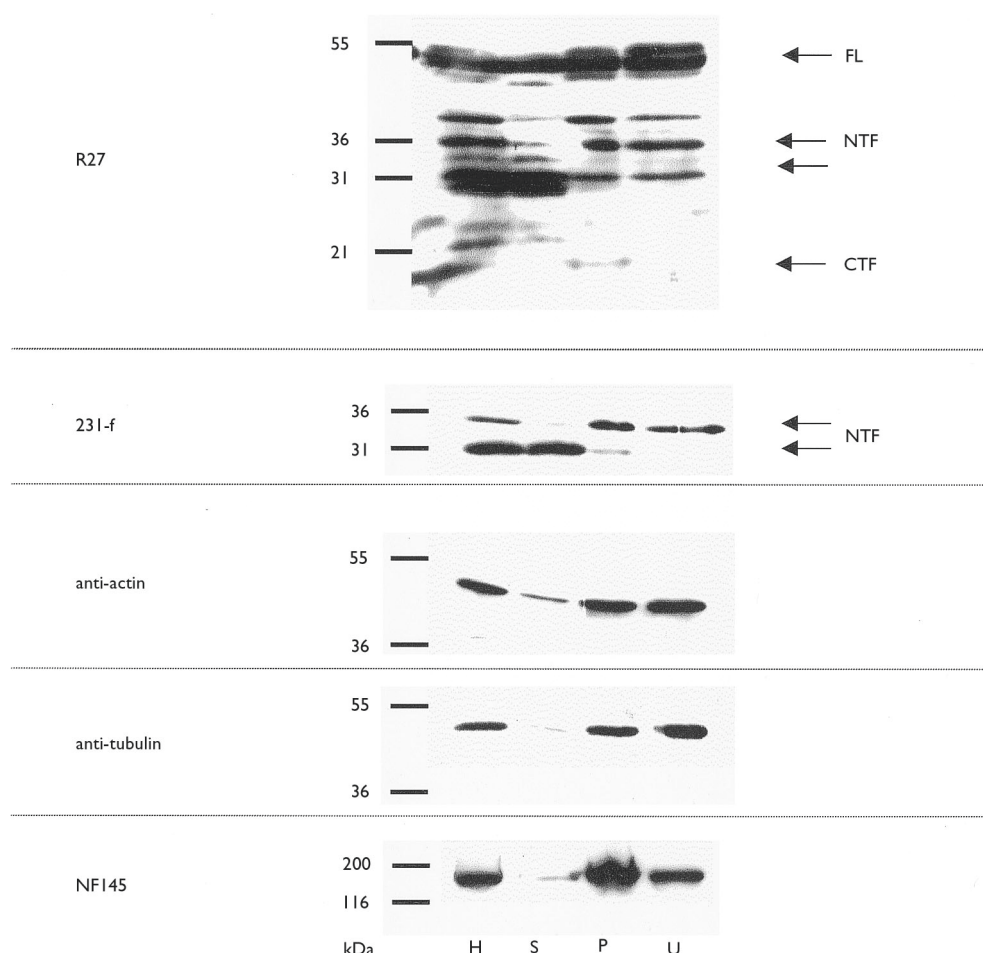 55
FL
36
NTF
R27
31
21
CTF
36
231-f
NTF
31
55
anti-actin
36
55
anti-tubulin
36
200
NF145
116
kDa H S P U